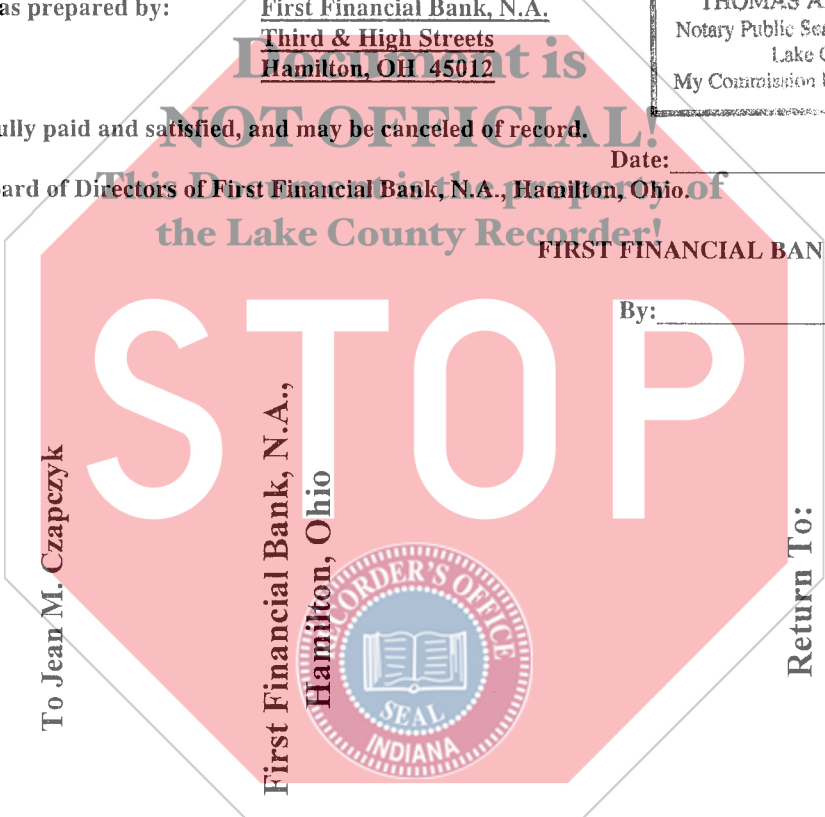 as prepared by:
First Financial Bank, N.A.
Third & High Streets
Hamilton, OH 45012
THOMAS A
Notary Public Sea
Lake C
My Commission
Document is
NOT OFFICIAL!
This Document is the property of
the Lake County Recorder!
ully paid and satisfied, and may be canceled of record.
Date:
ard of Directors of First Financial Bank, N.A., Hamilton, Ohio.
FIRST FINANCIAL BAN
By:
STOP
To Jean M. Czapczyk
First Financial Bank, N.A.,
Hamilton, Ohio
Return To:
RECORDER'S OFFICE
SEAL
INDIANA